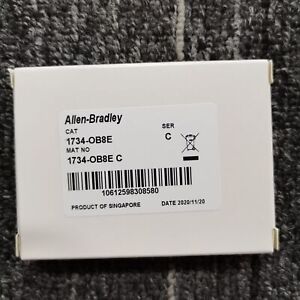 Allen-Bradley
CAT SER
1734-OB8E C
MAT NO
1734-OB8E C
10612598308580
PRODUCT OF SINGAPORE DATE 2020/11/20